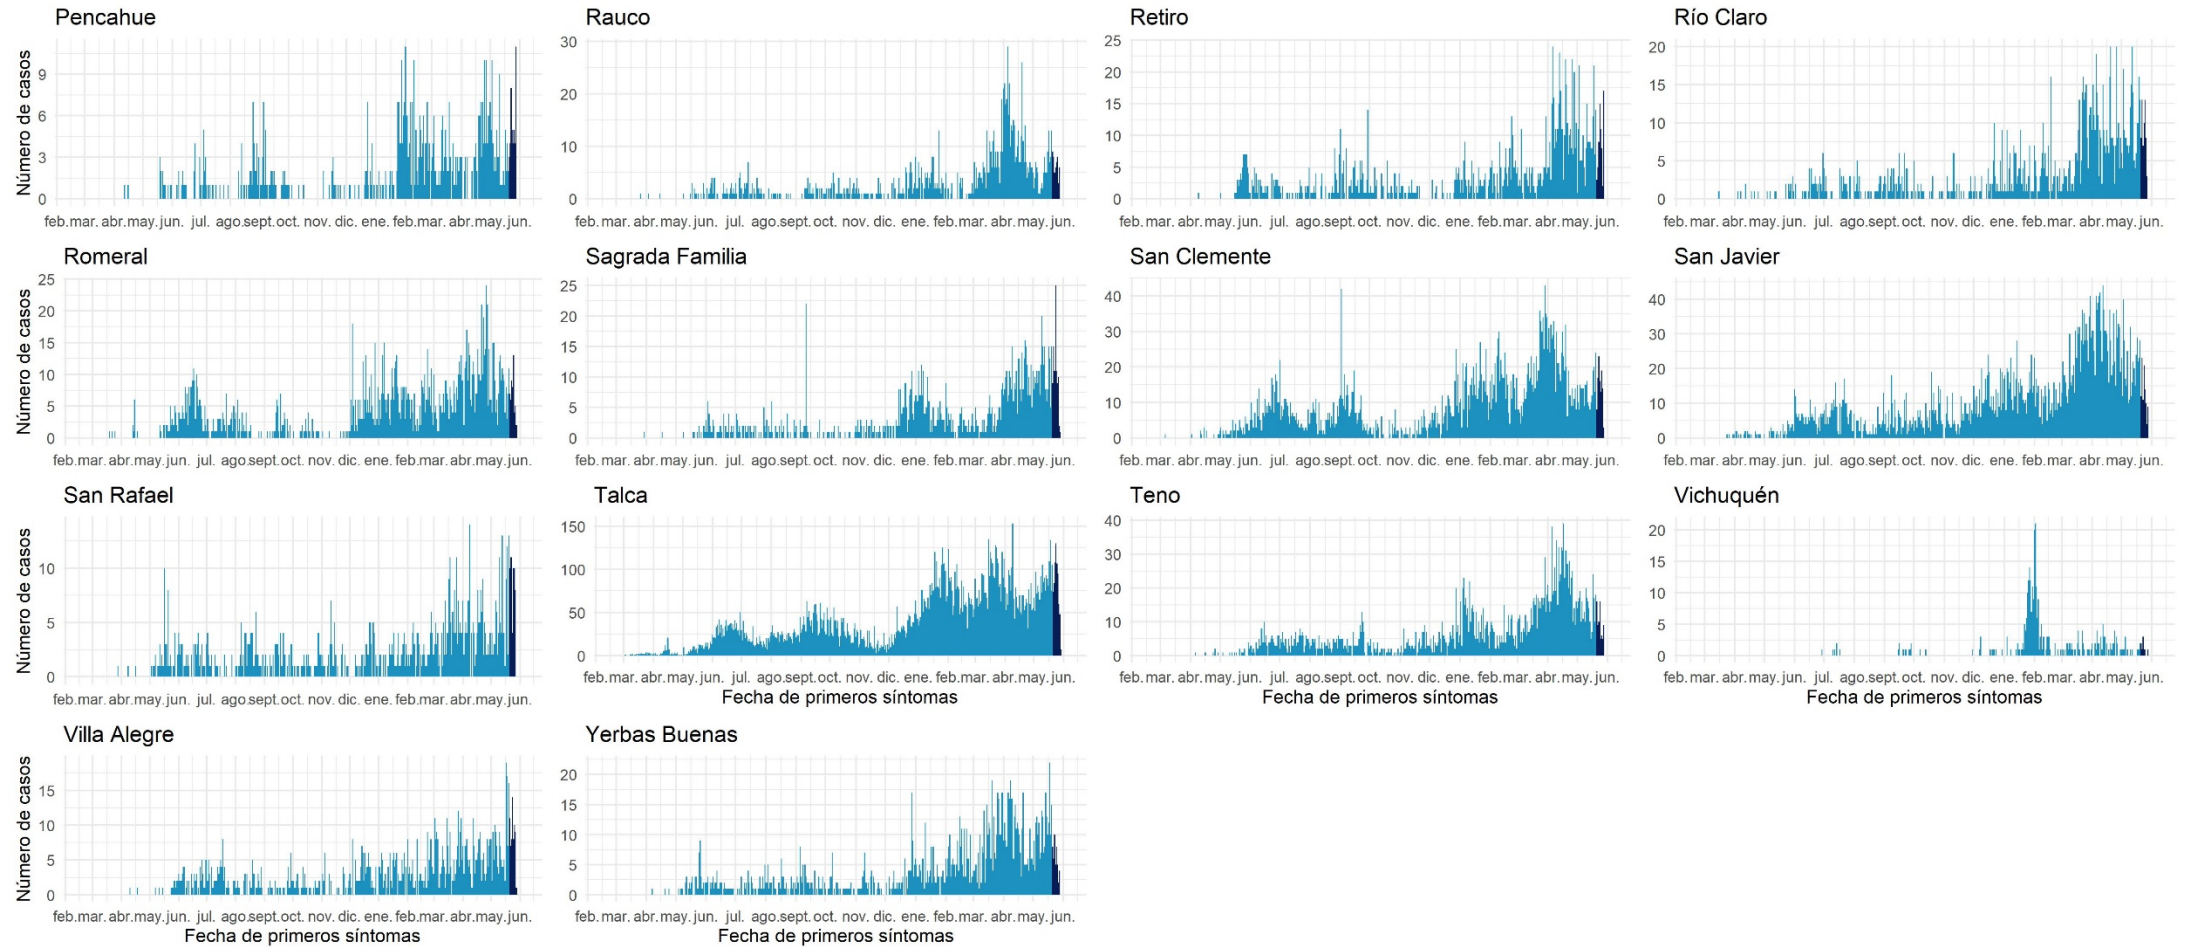 Pencahue
Número de casos
9
6
3
0
feb.mar. abr.may.jun. jul. ago.sept.oct. nov. dic. ene. feb.mar. abr.may.jun.
Rauco
30
20
10
0
feb.mar. abr.may.jun. jul. ago.sept.oct. nov. dic. ene. feb.mar. abr.may.jun.
Retiro
25
20
15
10
5
0
feb.mar. abr.may.jun. jul. ago.sept.oct. nov. dic. ene. feb.mar. abr.may.jun.
Río Claro
20
15
10
5
0
feb.mar. abr.may.jun. jul. ago.sept.oct. nov. dic. ene. feb.mar. abr.may.jun.
Romeral
Número de casos
25
20
15
10
5
0
feb.mar. abr.may.jun. jul. ago.sept.oct. nov. dic. ene. feb.mar. abr.may.jun.
Sagrada Familia
25
20
15
10
5
0
feb.mar. abr.may.jun. jul. ago.sept.oct. nov. dic. ene. feb.mar. abr.may.jun.
San Clemente
40
30
20
10
0
feb.mar. abr.may.jun. jul. ago.sept.oct. nov. dic. ene. feb.mar. abr.may.jun.
San Javier
40
30
20
10
0
feb.mar. abr.may.jun. jul. ago.sept.oct. nov. dic. ene. feb.mar. abr.may.jun.
San Rafael
Número de casos
10
5
0
feb.mar. abr.may.jun. jul. ago.sept.oct. nov. dic. ene. feb.mar. abr.may.jun.
Talca
150
100
50
0
feb.mar. abr.may.jun. jul. ago.sept.oct. nov. dic. ene. feb.mar. abr.may.jun.
Fecha de primeros síntomas
Teno
40
30
20
10
0
feb.mar. abr.may.jun. jul. ago.sept.oct. nov. dic. ene. feb.mar. abr.may.jun.
Fecha de primeros síntomas
Vichuquén
20
15
10
5
0
feb.mar. abr.may.jun. jul. ago.sept.oct. nov. dic. ene. feb.mar. abr.may.jun.
Fecha de primeros síntomas
Villa Alegre
Número de casos
15
10
5
0
feb.mar. abr.may.jun. jul. ago.sept.oct. nov. dic. ene. feb.mar. abr.may.jun.
Fecha de primeros síntomas
Yerbas Buenas
20
15
10
5
0
feb.mar. abr.may.jun. jul. ago.sept.oct. nov. dic. ene. feb.mar. abr.may.jun.
Fecha de primeros síntomas